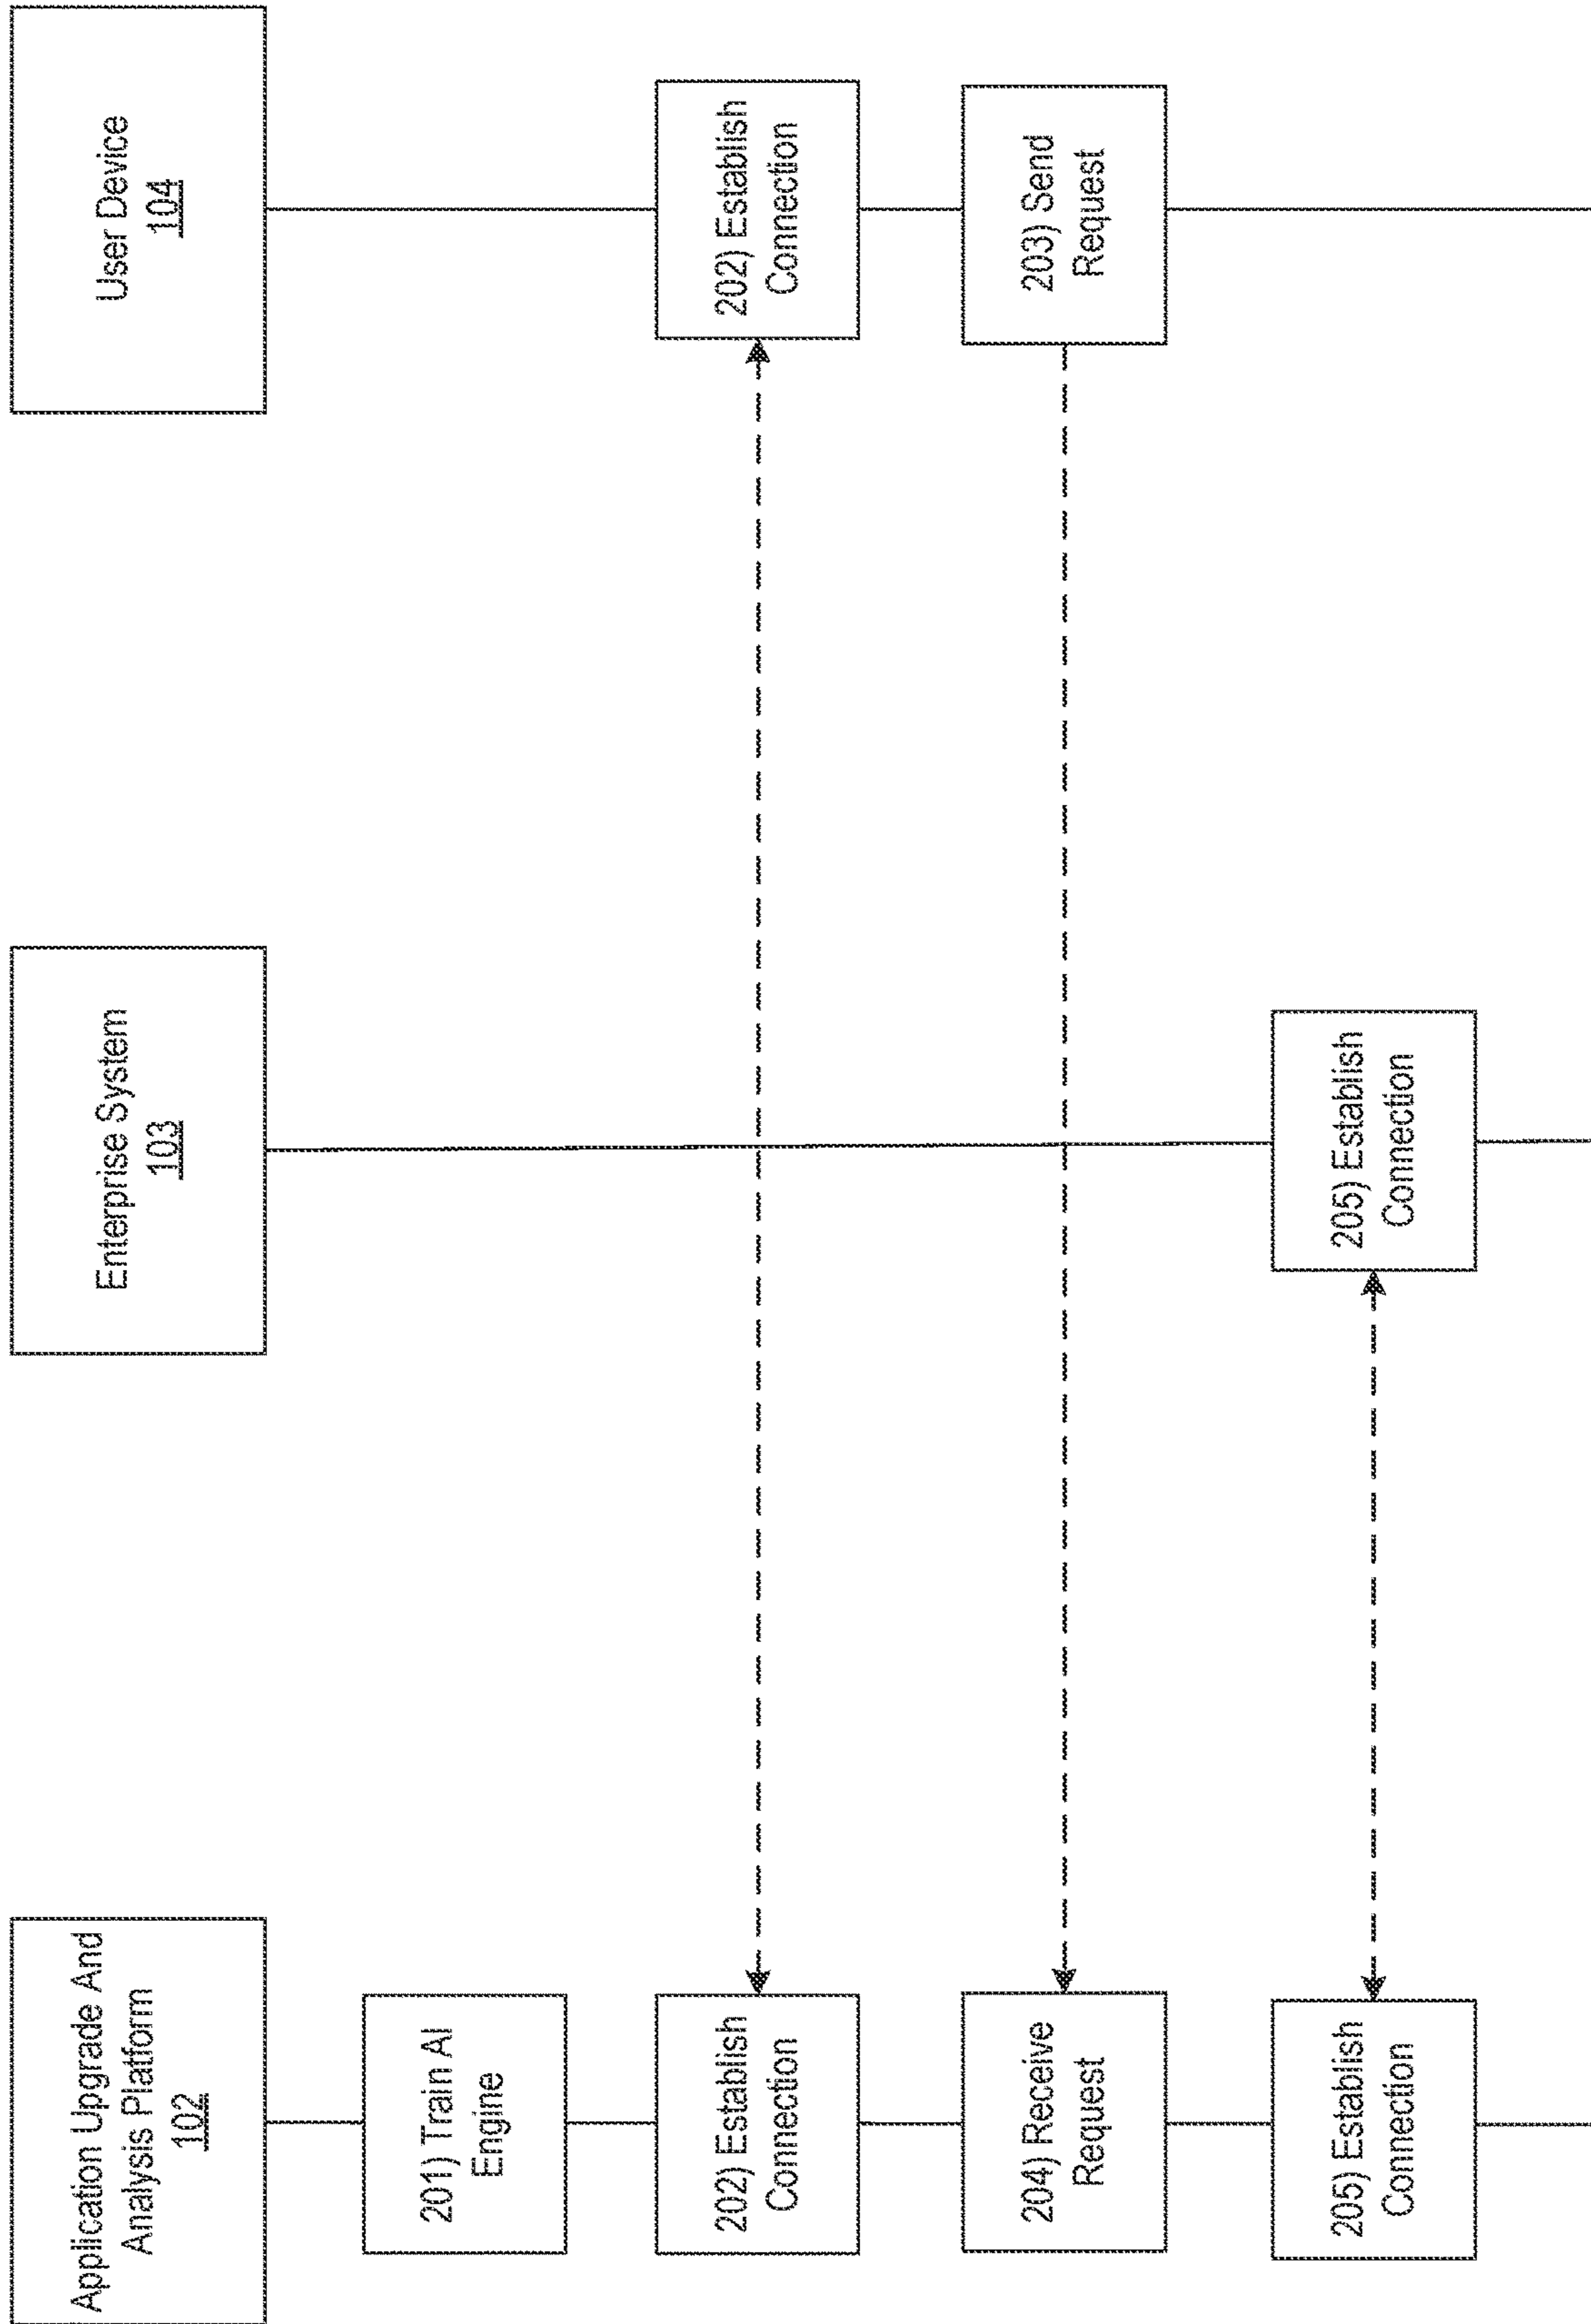 Application Upgrade And
Analysis Platform
102
Enterprise System
103
User Device
104
201) Train AI
Engine
202) Establish
Connection
202) Establish
Connection
204) Receive
Request
203) Send
Request
205) Establish
Connection
205) Establish
Connection